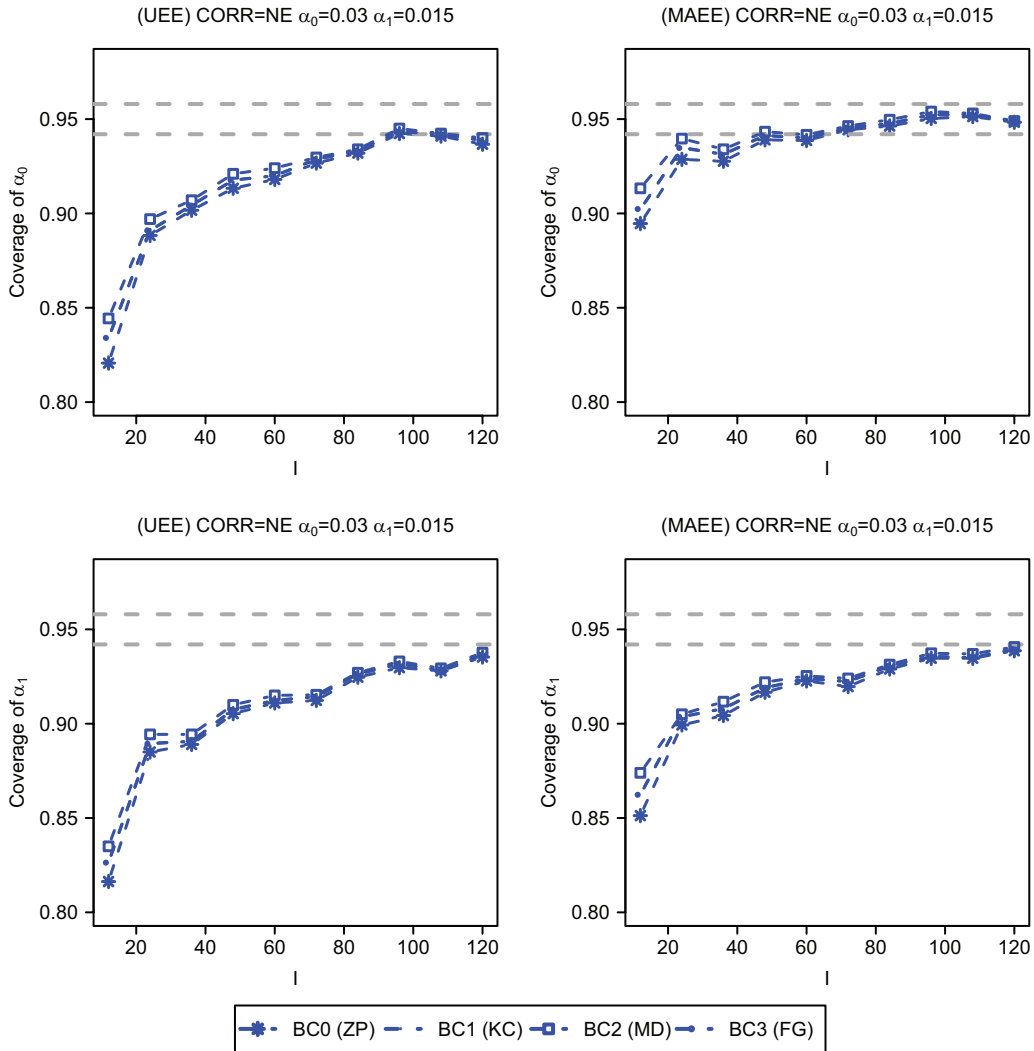 (UEE) CORR=NE α₀=0.03 α₁=0.015
(MAEE) CORR=NE α₀=0.03 α₁=0.015
Coverage of α₀
0.95
0.90
0.85
0.80
20 40 60 80 100 120
I
Coverage of α₀
0.95
0.90
0.85
0.80
20 40 60 80 100 120
I
(UEE) CORR=NE α₀=0.03 α₁=0.015
(MAEE) CORR=NE α₀=0.03 α₁=0.015
Coverage of α₁
0.95
0.90
0.85
0.80
20 40 60 80 100 120
I
Coverage of α₁
0.95
0.90
0.85
0.80
20 40 60 80 100 120
I
BC0 (ZP) BC1 (KC) BC2 (MD) BC3 (FG)